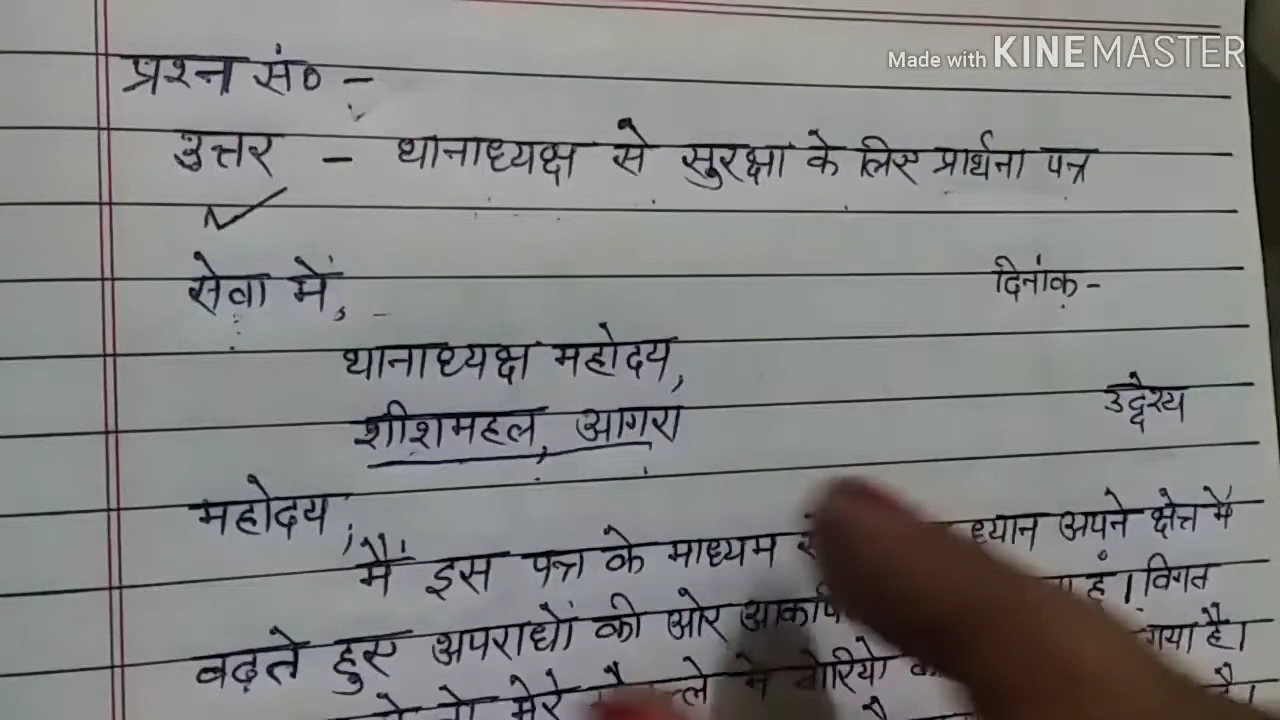 Made with KINEMASTER
प्रश्न सं० -
उत्तर - थानाध्यक्ष से सुरक्षा के लिए प्रार्थना पत्र
सेवा में,
दिनांक-
थानाध्यक्ष महोदय,
शीशमहल, आगरा
उद्देश्य
महोदय,
मैं इस पत्र के माध्यम ध्यान अपने क्षेत्र में
बढ़ते हुए अपराधों की ओर हूं। विगत
मेरे गया है।
है।